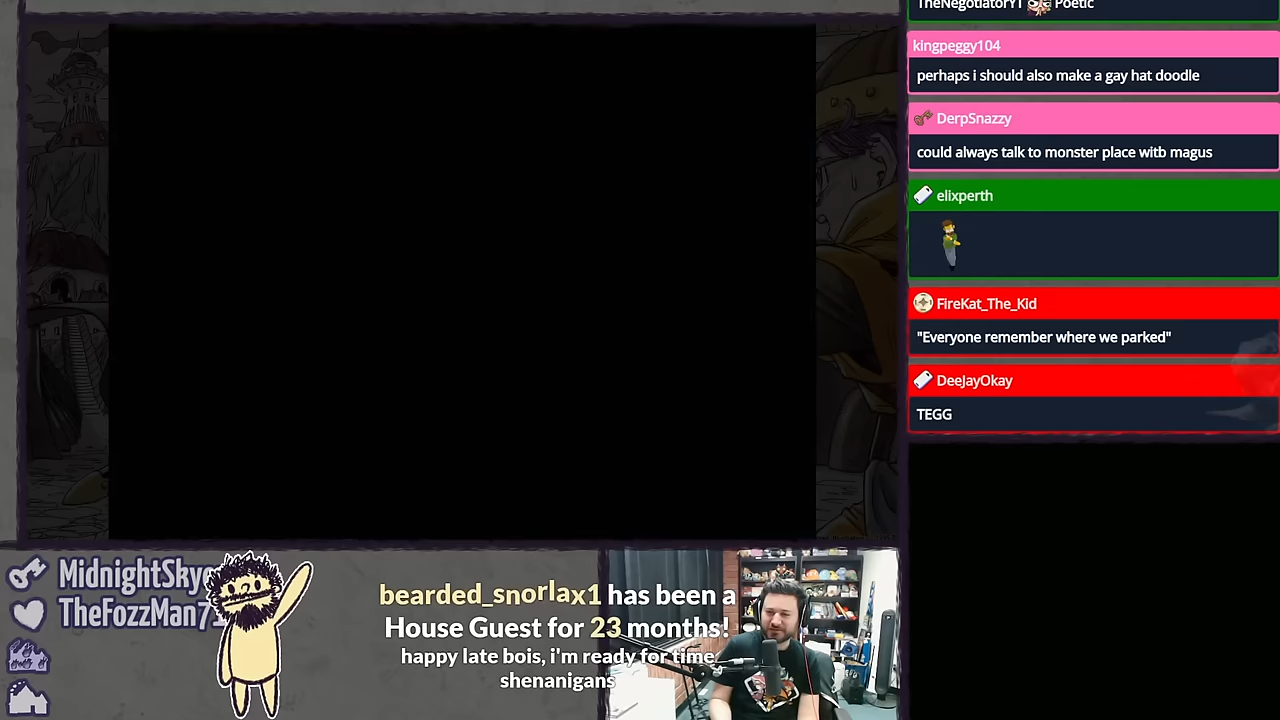 TheNegotiatorYT Poetic
kingpeggy104
perhaps i should also make a gay hat doodle
DerpSnazzy
could always talk to monster place witb magus
elixperth
FireKat_The_Kid
"Everyone remember where we parked"
DeeJayOkay
TEGG
MidnightSkye
TheFozzMan71
bearded_snorlax1 has been a
House Guest for 23 months!
happy late bois, i'm ready for time
shenanigans